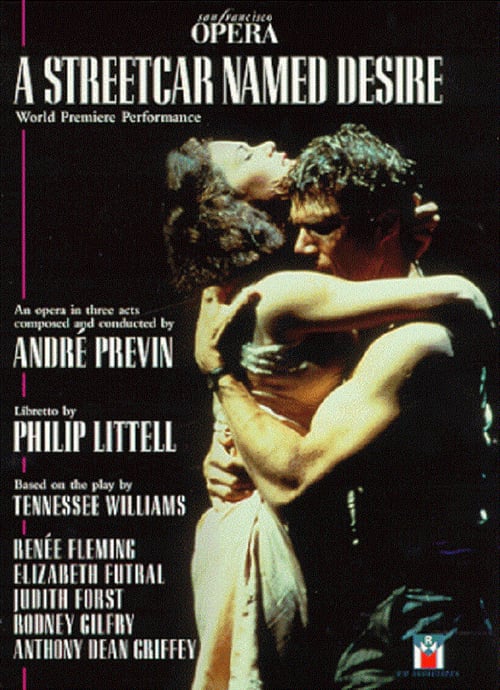 san francisco
OPERA
A STREETCAR NAMED DESIRE
World Premiere Performance
An opera in three acts
composed and conducted by
ANDRÉ PREVIN
Libretto by
PHILIP LITTELL
Based on the play by
TENNESSEE WILLIAMS
RENÉE FLEMING
ELIZABETH FUTRAL
JUDITH FORST
RODNEY GILFRY
ANTHONY DEAN GRIFFEY
R
M